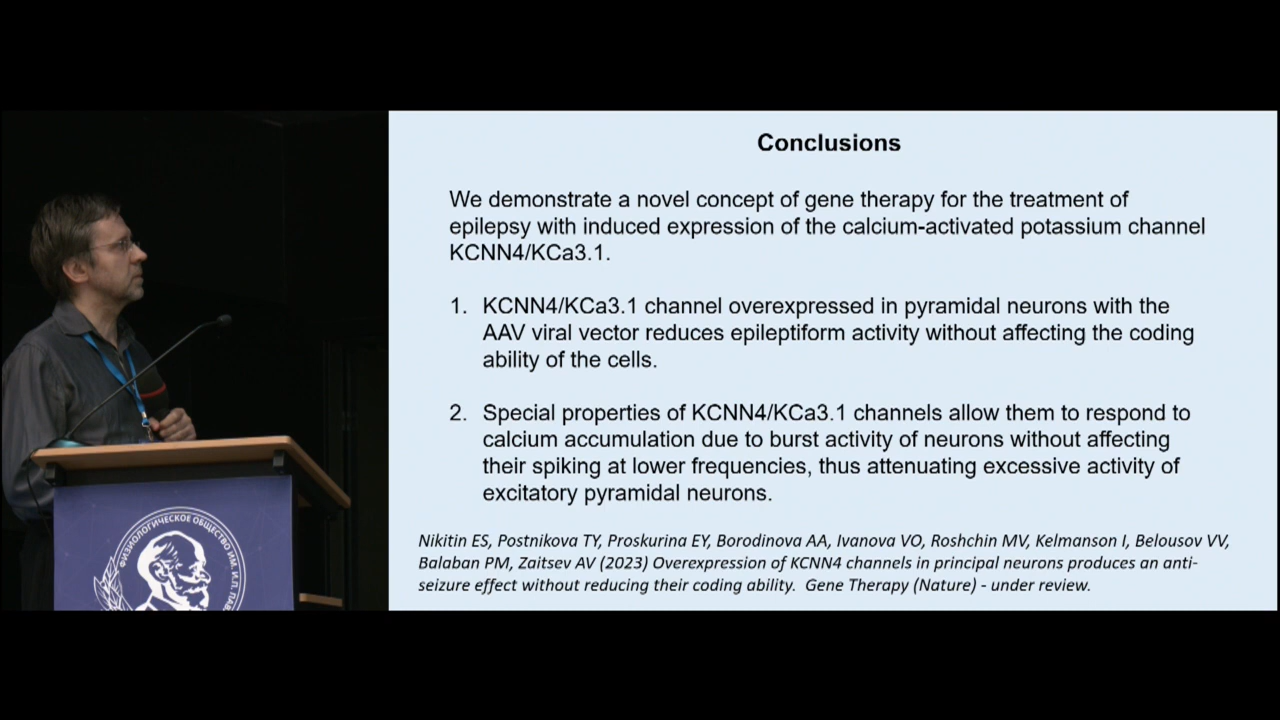 Conclusions
We demonstrate a novel concept of gene therapy for the treatment of
epilepsy with induced expression of the calcium-activated potassium channel
KCNN4/KCa3.1.
1. KCNN4/KCa3.1 channel overexpressed in pyramidal neurons with the
AAV viral vector reduces epileptiform activity without affecting the coding
ability of the cells.
2. Special properties of KCNN4/KCa3.1 channels allow them to respond to
calcium accumulation due to burst activity of neurons without affecting
their spiking at lower frequencies, thus attenuating excessive activity of
excitatory pyramidal neurons.
Nikitin ES, Postnikova TY, Proskurina EY, Borodinova AA, Ivanova VO, Roshchin MV, Kelmanson I, Belousov VV,
Balaban PM, Zaitsev AV (2023) Overexpression of KCNN4 channels in principal neurons produces an anti-
seizure effect without reducing their coding ability. Gene Therapy (Nature) - under review.
ФИЗИОЛОГИЧЕСКОЕ ОБЩЕСТВО ИМ. И.П. ПАВ